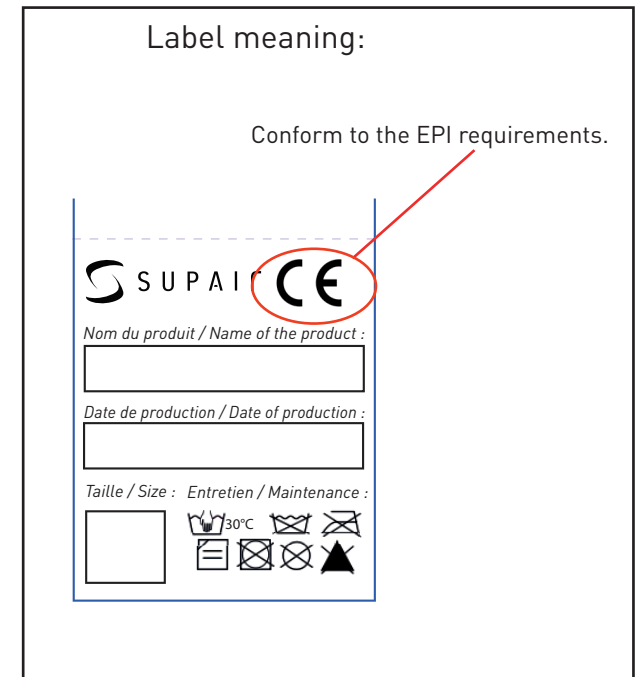 Label meaning:
Conform to the EPI requirements.
SUPAIR CE
Nom du produit / Name of the product :
Date de production / Date of production :
Taille / Size : Entretien / Maintenance :
30°C